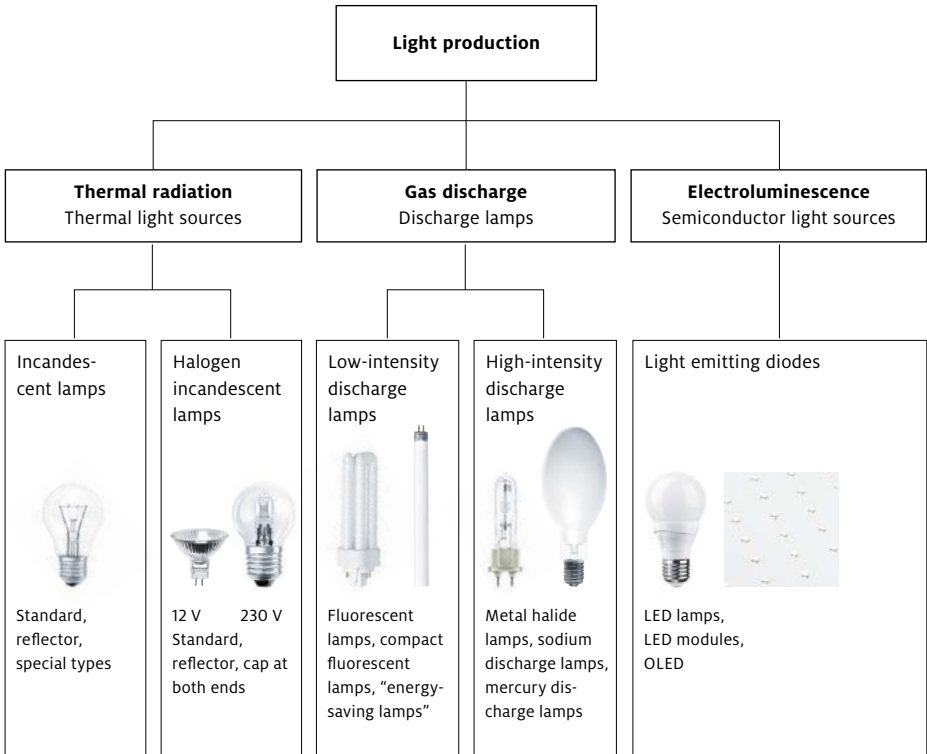 Light production
Thermal radiation
Thermal light sources
Gas discharge
Discharge lamps
Electroluminescence
Semiconductor light sources
Incandes-
cent lamps
Standard,
reflector,
special types
Halogen
incandescent
lamps
12 V 230 V
Standard,
reflector, cap at
both ends
Low-intensity
discharge
lamps
Fluorescent
lamps, compact
fluorescent
lamps, “energy-
saving lamps”
High-intensity
discharge
lamps
Metal halide
lamps, sodium
discharge lamps,
mercury dis-
charge lamps
Light emitting diodes
LED lamps,
LED modules,
OLED